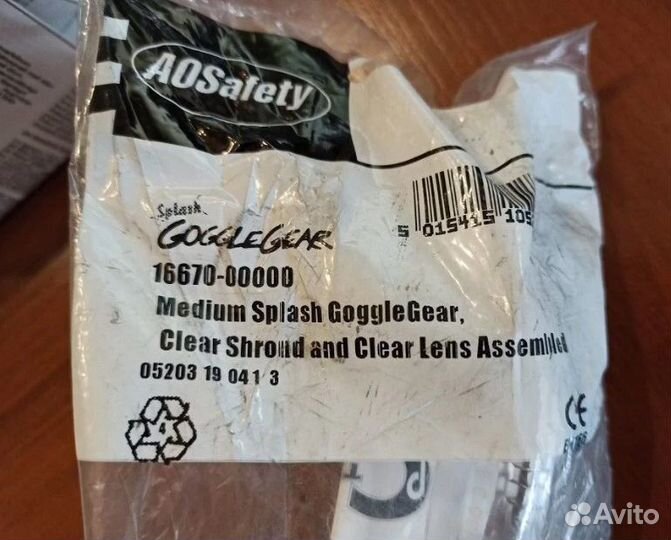 AOSafety
Splash
GOGGLEGEAR
5 015415 105
16670-00000
Medium Splash GoggleGear,
Clear Shroud and Clear Lens Assembled
05203 19 041 3
4
CE
Avito